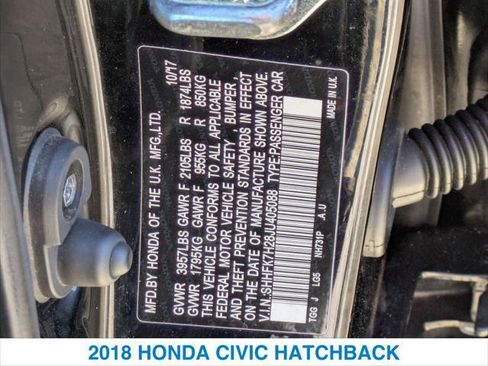 MFD.BY HONDA OF THE U.K. MFG.,LTD. 10/17
GVWR 3957LBS GAWR F 2105LBS R 1874LBS
GVWR 1795KG GAWR F 955KG R 850KG
THIS VEHICLE CONFORMS TO ALL APPLICABLE
FEDERAL MOTOR VEHICLE SAFETY , BUMPER ,
AND THEFT PREVENTION STANDARDS IN EFFECT
ON THE DATE OF MANUFACTURE SHOWN ABOVE.
V.I.N.:SHHFK7H28JU405088 TYPE:PASSENGER CAR
TGG J LG5 NH731P .A.U
MADE IN U.K
2018 HONDA CIVIC HATCHBACK